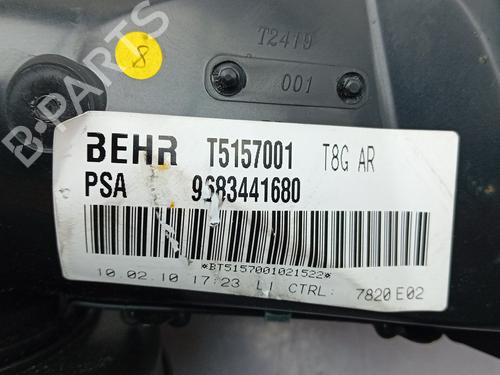 B-PARTS
8
T2419
001
BEHR T5157001 T8G AR
PSA 9683441680
*BT5157001021522*
10.02.10 17:23 L1 CTRL: 7820 E02